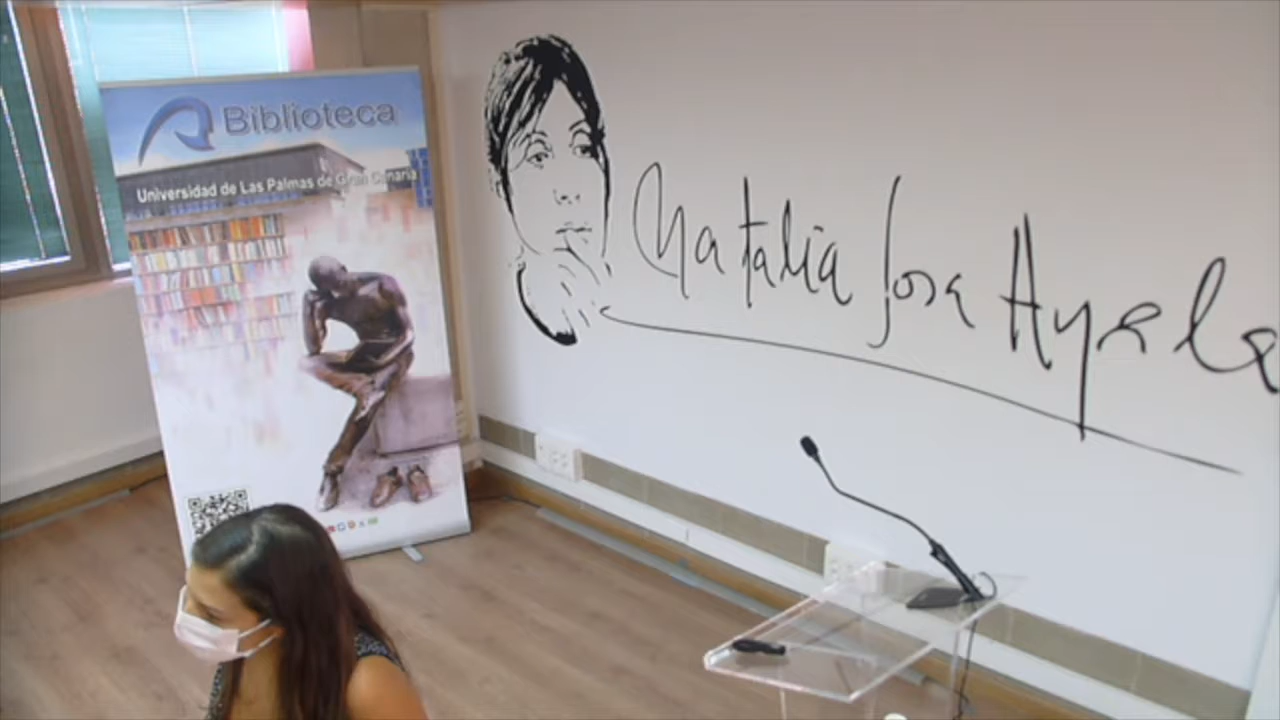 Biblioteca
Universidad de Las Palmas de Gran Canaria
Natalia Sosa Ayala